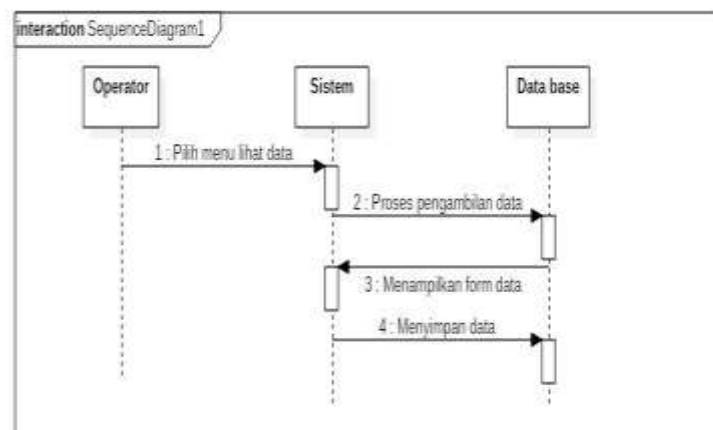 interaction SequenceDiagram1
Operator
Sistem
Data base
1 : Pilih menu lihat data
2 : Proses pengambilan data
3 : Menampilkan form data
4 : Menyimpan data